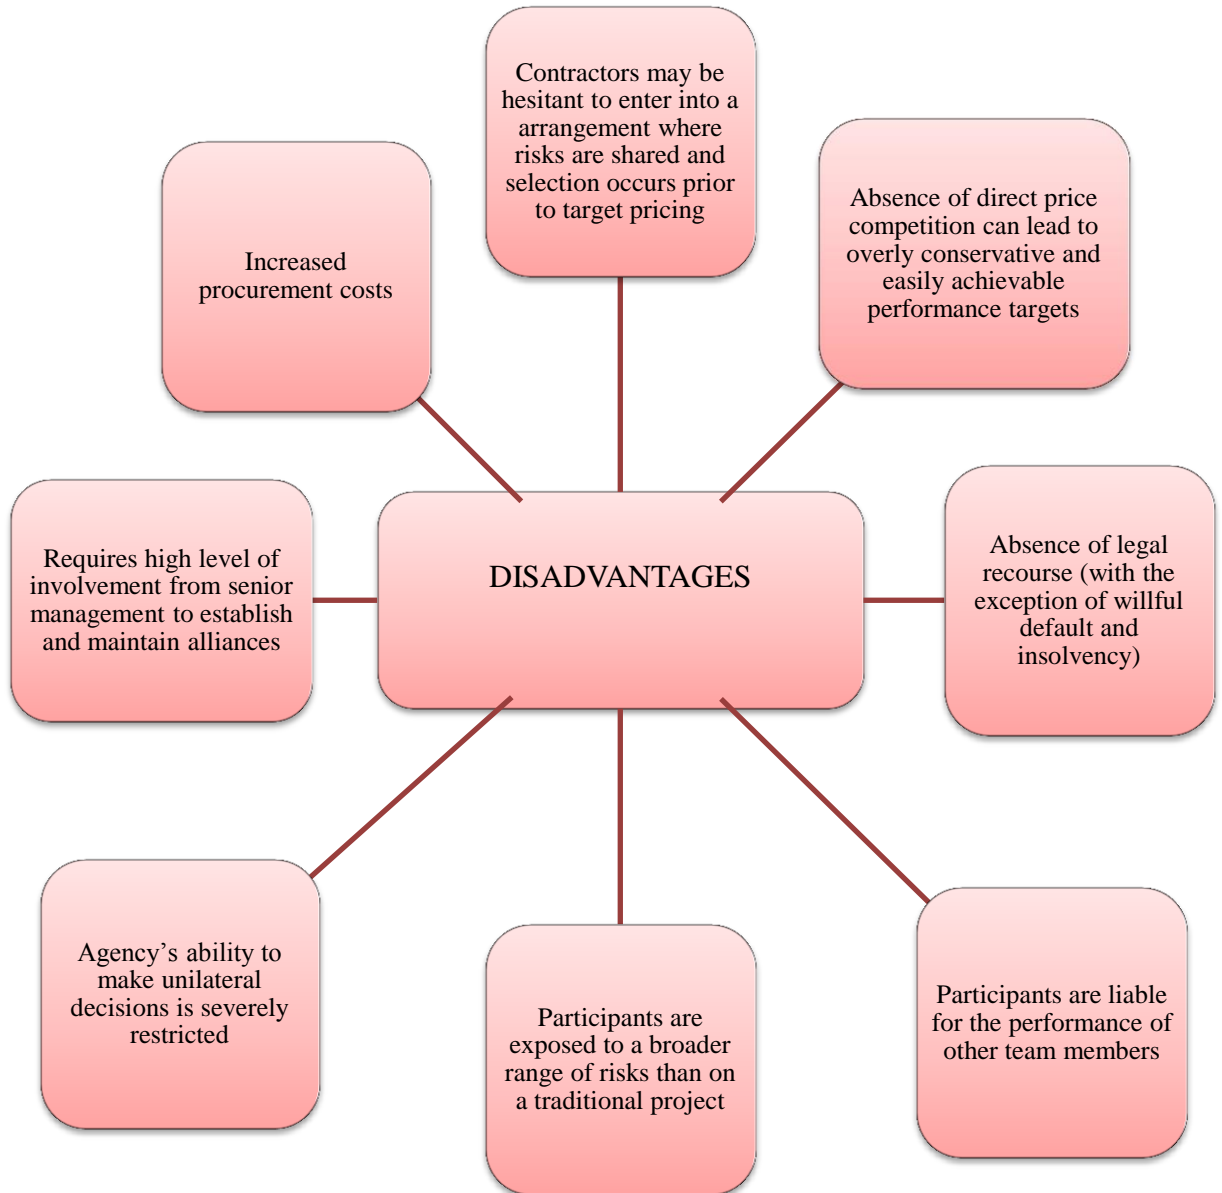 Contractors may be
hesitant to enter into a
arrangement where
risks are shared and
selection occurs prior
to target pricing
Absence of direct price
competition can lead to
overly conservative and
easily achievable
performance targets
Increased
procurement costs
Requires high level of
involvement from senior
management to establish
and maintain alliances
DISADVANTAGES
Absence of legal
recourse (with the
exception of willful
default and
insolvency)
Agency’s ability to
make unilateral
decisions is severely
restricted
Participants are
exposed to a broader
range of risks than on
a traditional project
Participants are liable
for the performance of
other team members